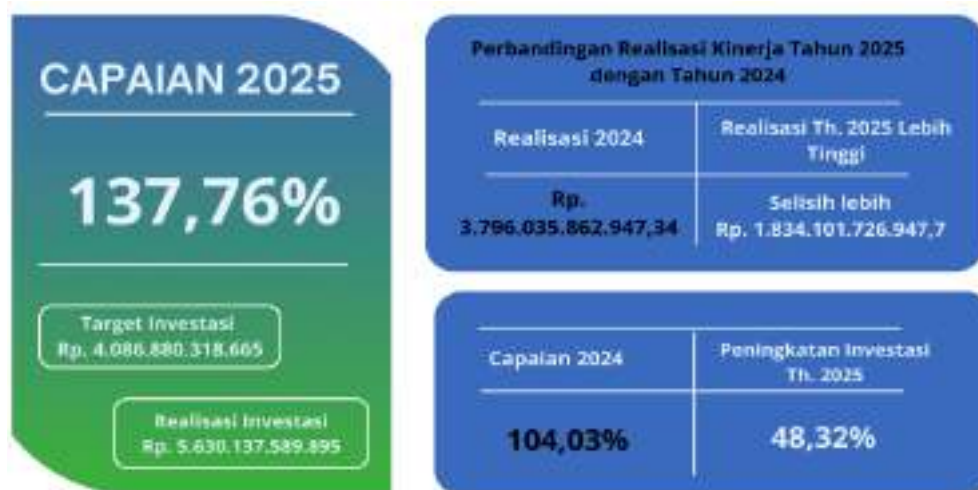 CAPAIAN 2025
137,76%
Target Investasi
Rp. 4.086.880.318.665
Realisasi Investasi
Rp. 5.630.137.589.895
Perbandingan Realisasi Kinerja Tahun 2025
dengan Tahun 2024
Realisasi 2024
Realisasi Th. 2025 Lebih
Tinggi
Rp.
3.796.035.862.947,34
Selisih lebih
Rp. 1.834.101.726.947,7
Capaian 2024
Peningkatan Investasi
Th. 2025
104,03%
48,32%